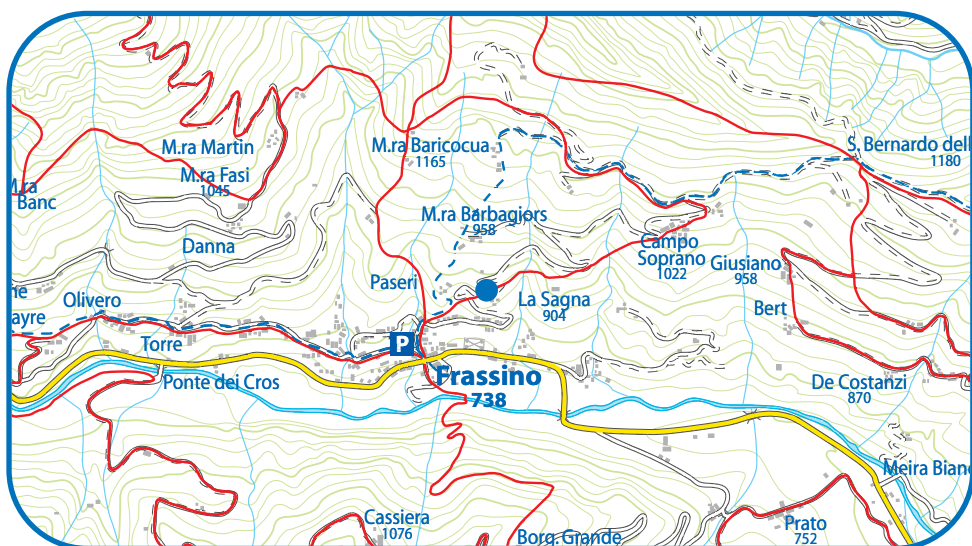 M.ra Martin
M.ra Baricocua
1165
S. Bernardo dell
1180
M.ra Fasi
1045
M.ra
Banc
M.ra Barbagiors
958
Danna
Campo
Soprano
1022
Giusiano
958
Paseri
ne
ayre
Olivero
La Sagna
904
Bert
Torre
P
Ponte dei Cros
Frassino
738
De Costanzi
870
Meira Bianc
Cassiera
1076
Borg. Grande
Prato
752